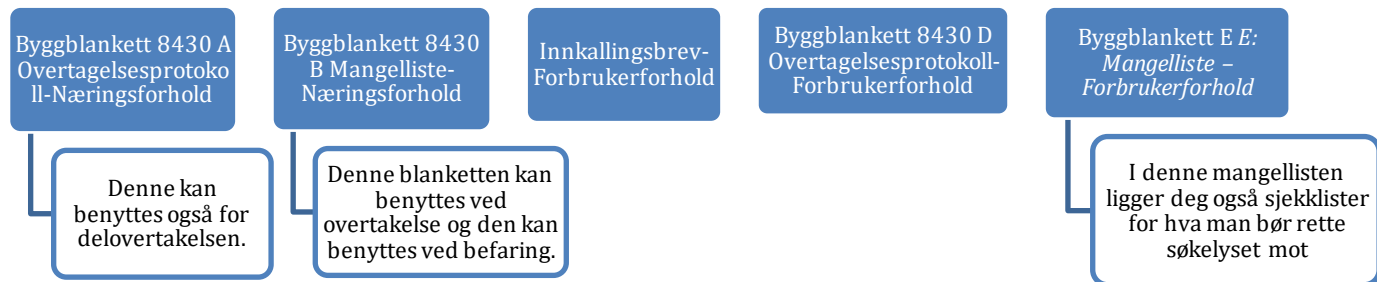 Byggblankett 8430 A
Overtagelsesprotoko
ll-Næringsforhold
Denne kan
benyttes også for
delovertakelsen.
Byggblankett 8430
B Mangelliste-
Næringsforhold
Denne blanketten kan
benyttes ved
overtakelse og den kan
benyttes ved befaring.
Innkallingsbrev-
Forbrukerforhold
Byggblankett 8430 D
Overtagelsesprotokoll-
Forbrukerforhold
Byggblankett E E:
Mangelliste –
Forbrukerforhold
I denne mangellisten
ligger deg også sjekklister
for hva man bør rette
søkelyset mot